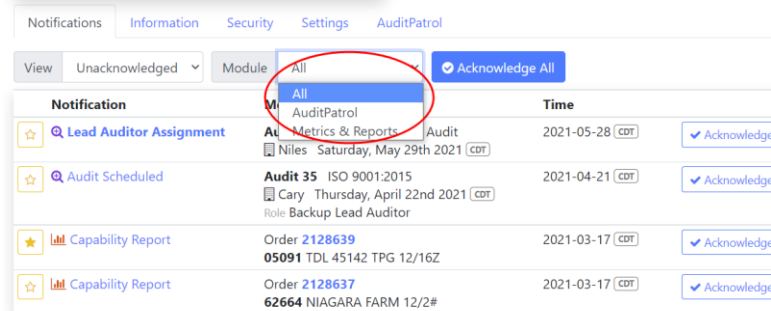 Notifications Information Security Settings AuditPatrol
View Unacknowledged Module All Acknowledge All
All
AuditPatrol
Metrics & Reports
Notification Time
Lead Auditor Assignment Audit 2021-05-28 CDT Acknowledge
Niles Saturday, May 29th 2021 CDT
Audit Scheduled Audit 35 ISO 9001:2015 2021-04-21 CDT Acknowledge
Cary Thursday, April 22nd 2021 CDT
Role Backup Lead Auditor
Capability Report Order 2128639 2021-03-17 CDT Acknowledge
05091 TDL 45142 TPG 12/16Z
Capability Report Order 2128637 2021-03-17 CDT Acknowledge
62664 NIAGARA FARM 12/2#